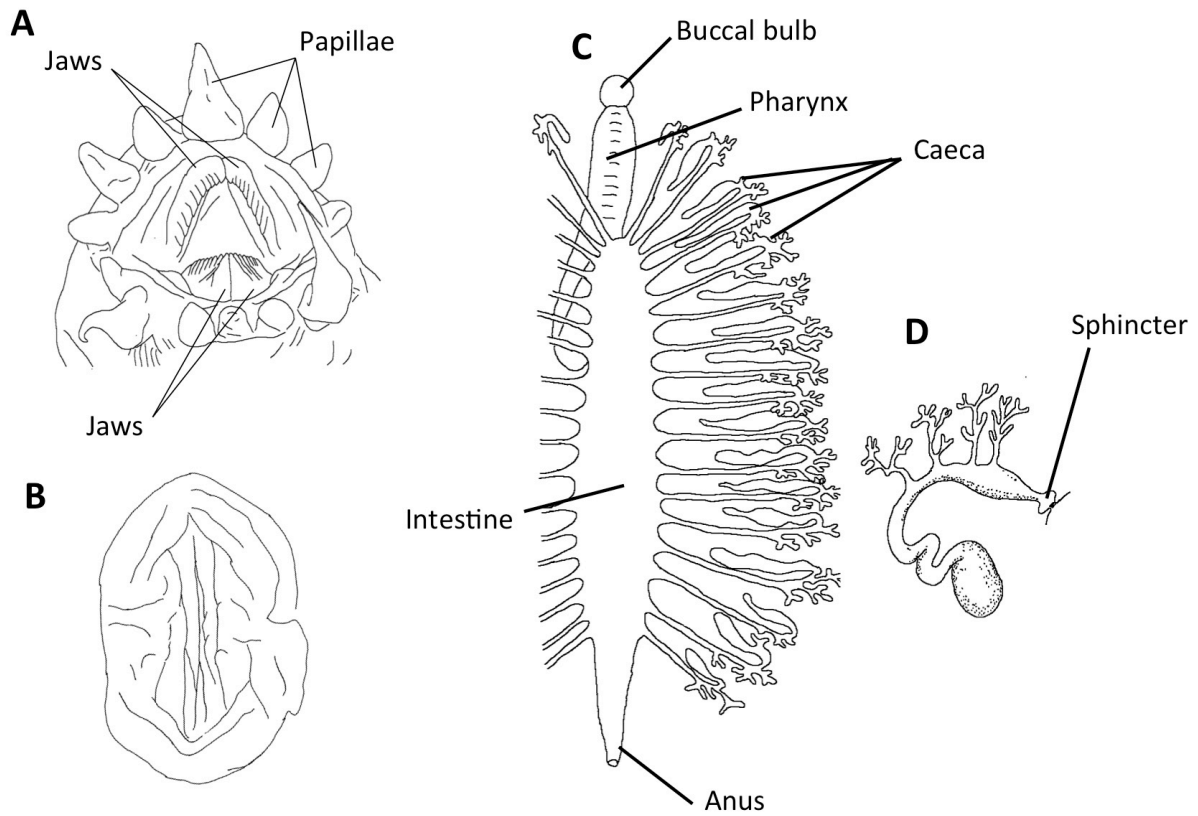 A
Jaws
Papillae
Jaws
B
C
Buccal bulb
Pharynx
Caeca
Intestine
Anus
D
Sphincter